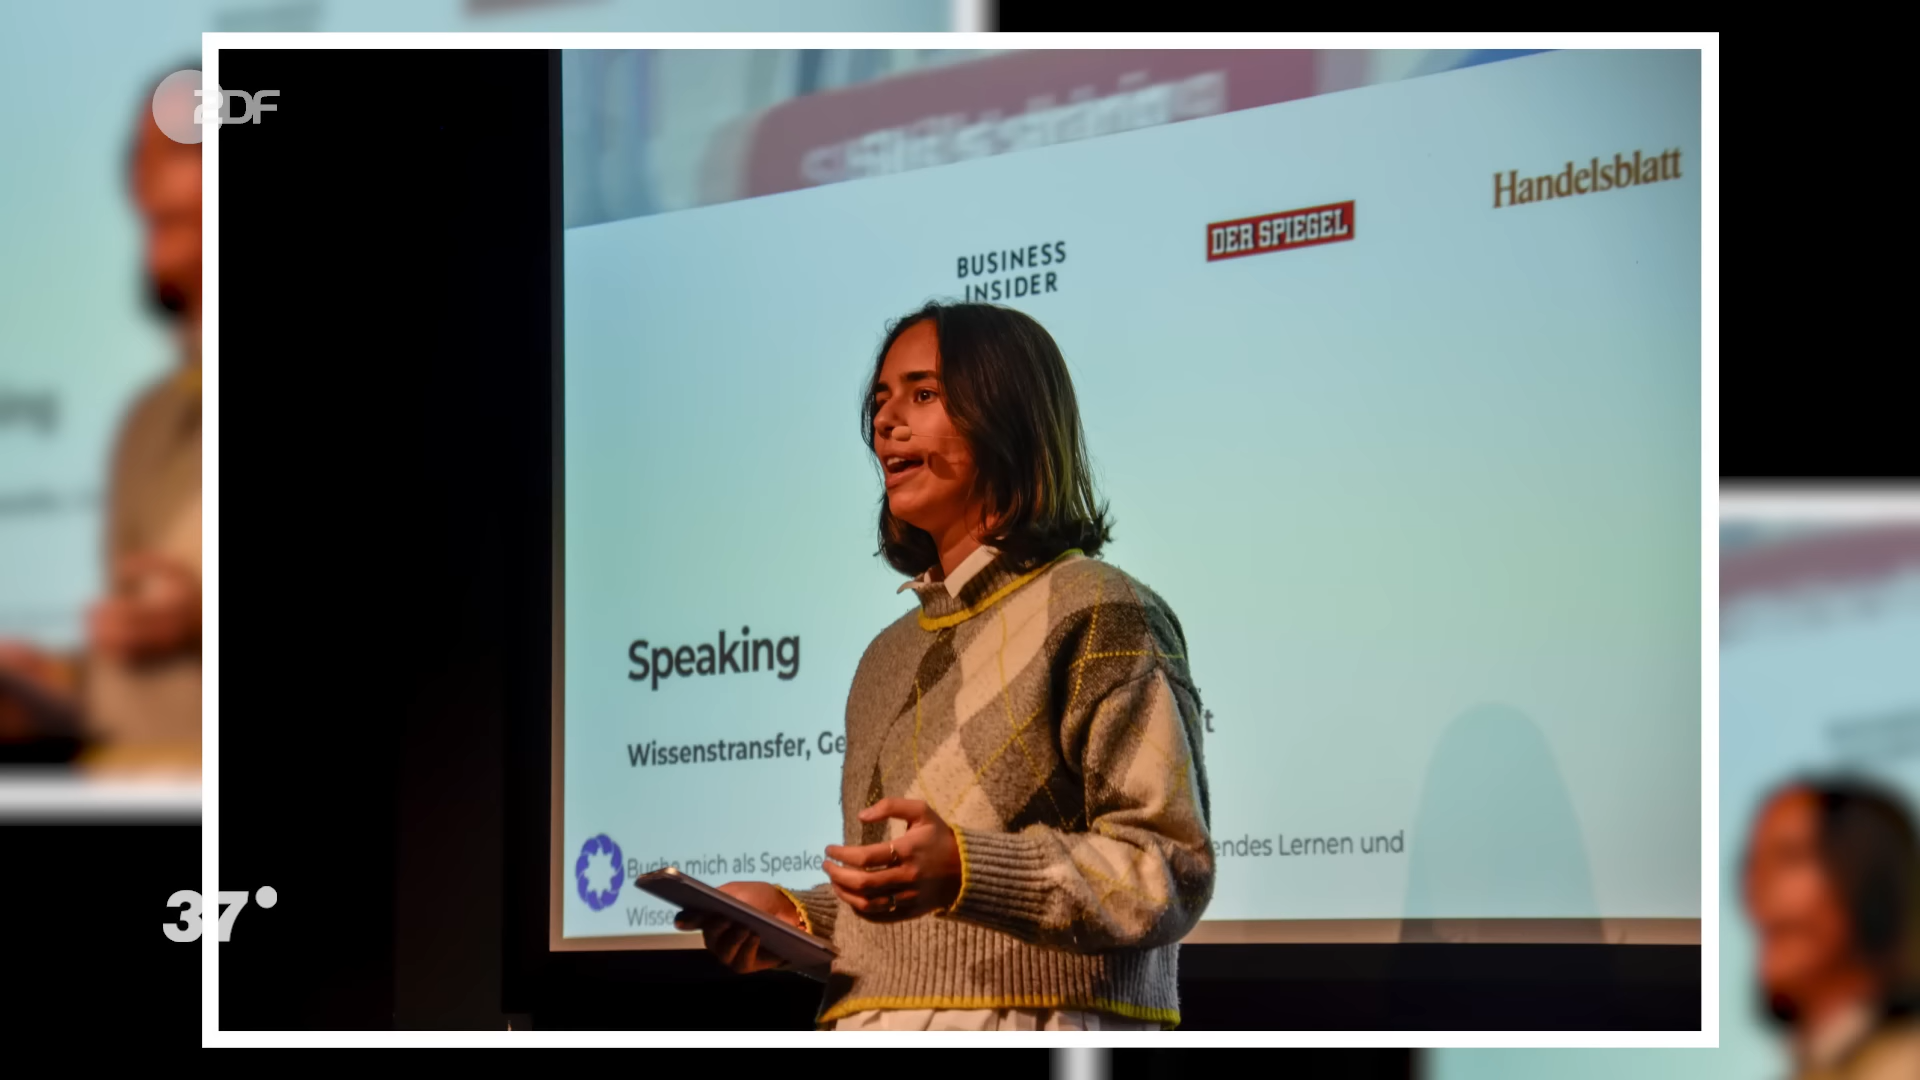 ZDF
Handelsblatt
DER SPIEGEL
BUSINESS
INSIDER
Speaking
Wissenstransfer, Ge
t
Buche mich als Speake
endes Lernen und
Wisse
37°